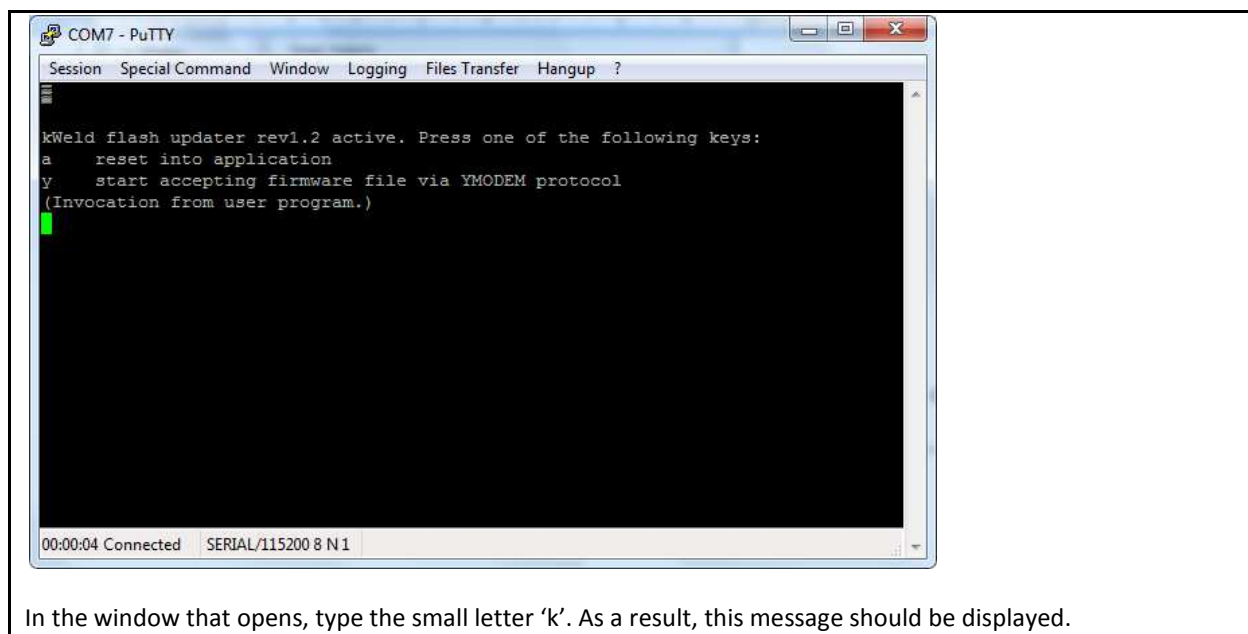 COM7 - PuTTY
Session Special Command Window Logging Files Transfer Hangup ?
kWeld flash updater rev1.2 active. Press one of the following keys:
a reset into application
y start accepting firmware file via YMODEM protocol
(Invocation from user program.)
00:00:04 Connected SERIAL/115200 8 N 1
In the window that opens, type the small letter ‘k’. As a result, this message should be displayed.